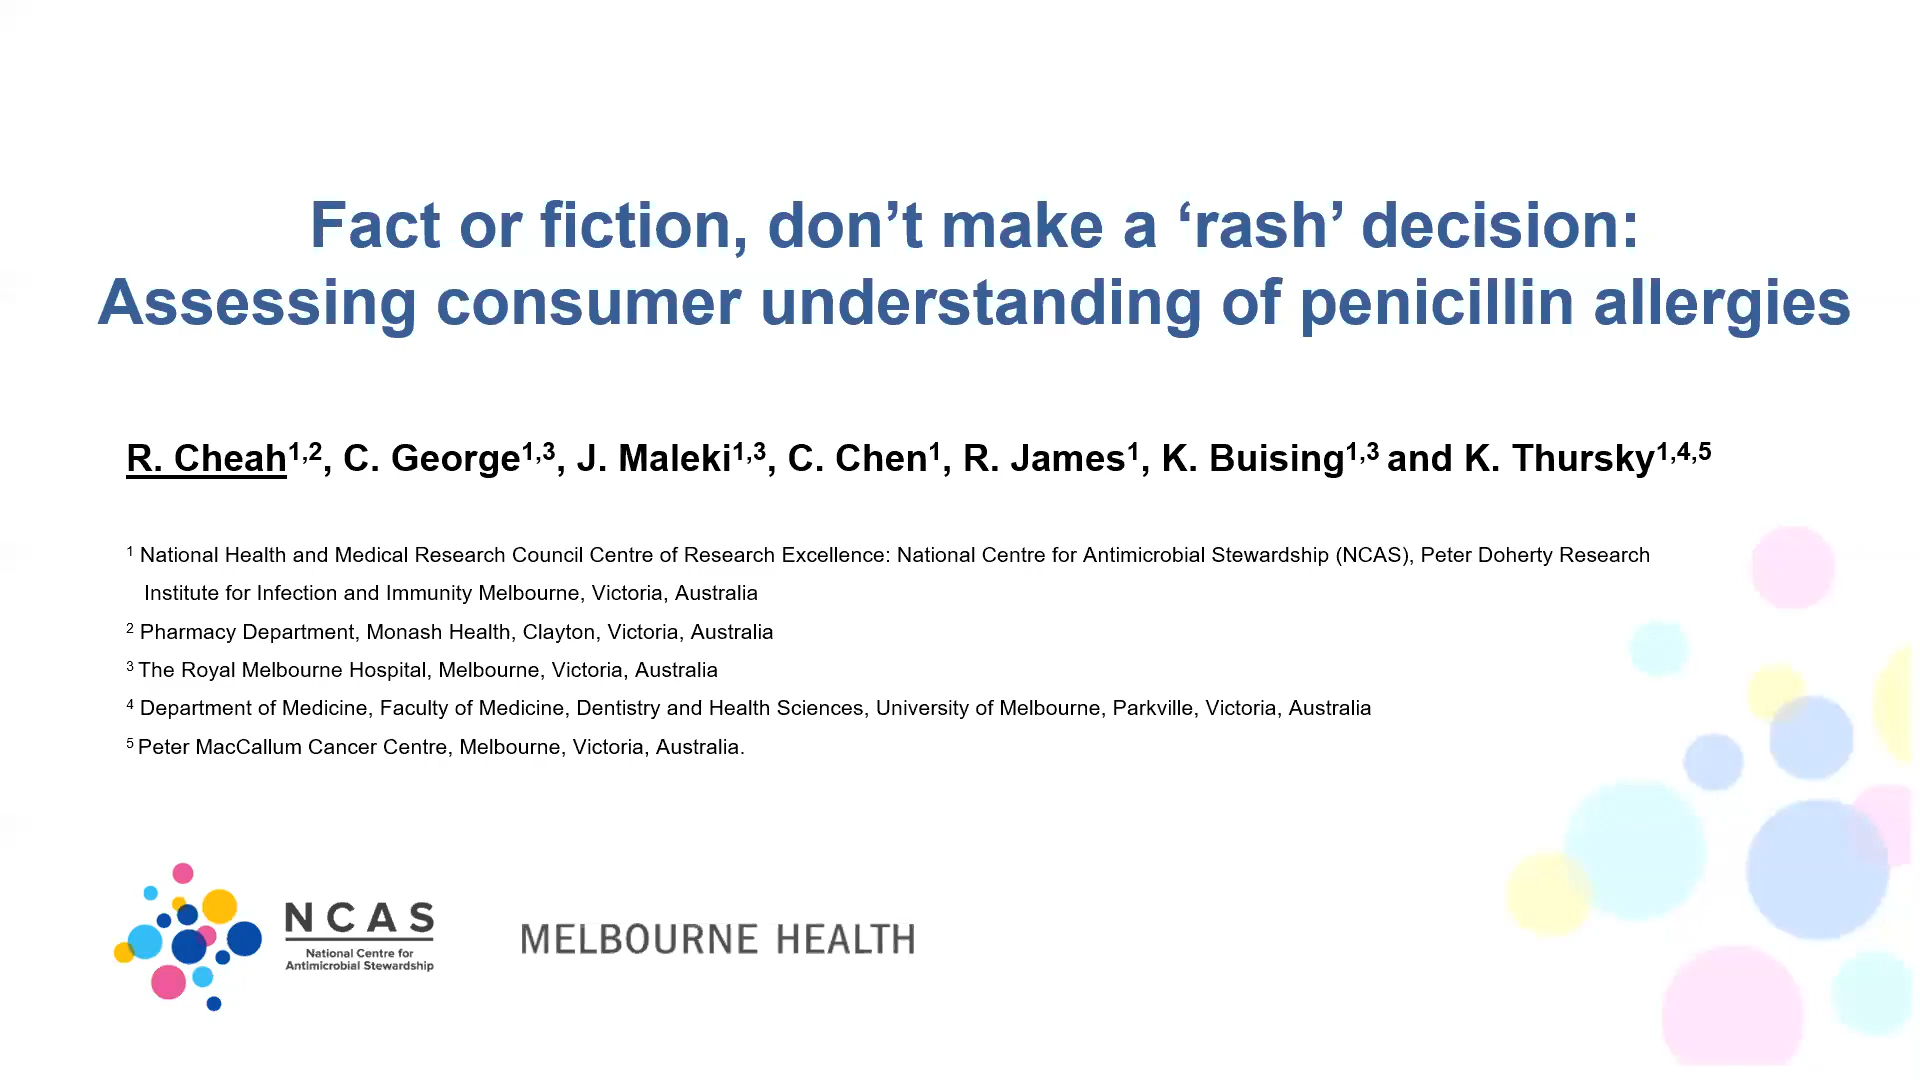 Fact or fiction, don’t make a ‘rash’ decision:
Assessing consumer understanding of penicillin allergies
R. Cheah1,2, C. George1,3, J. Maleki1,3, C. Chen1, R. James1, K. Buising1,3 and K. Thursky1,4,5
1 National Health and Medical Research Council Centre of Research Excellence: National Centre for Antimicrobial Stewardship (NCAS), Peter Doherty Research
Institute for Infection and Immunity Melbourne, Victoria, Australia
2 Pharmacy Department, Monash Health, Clayton, Victoria, Australia
3 The Royal Melbourne Hospital, Melbourne, Victoria, Australia
4 Department of Medicine, Faculty of Medicine, Dentistry and Health Sciences, University of Melbourne, Parkville, Victoria, Australia
5 Peter MacCallum Cancer Centre, Melbourne, Victoria, Australia.
NCAS
National Centre for
Antimicrobial Stewardship
MELBOURNE HEALTH